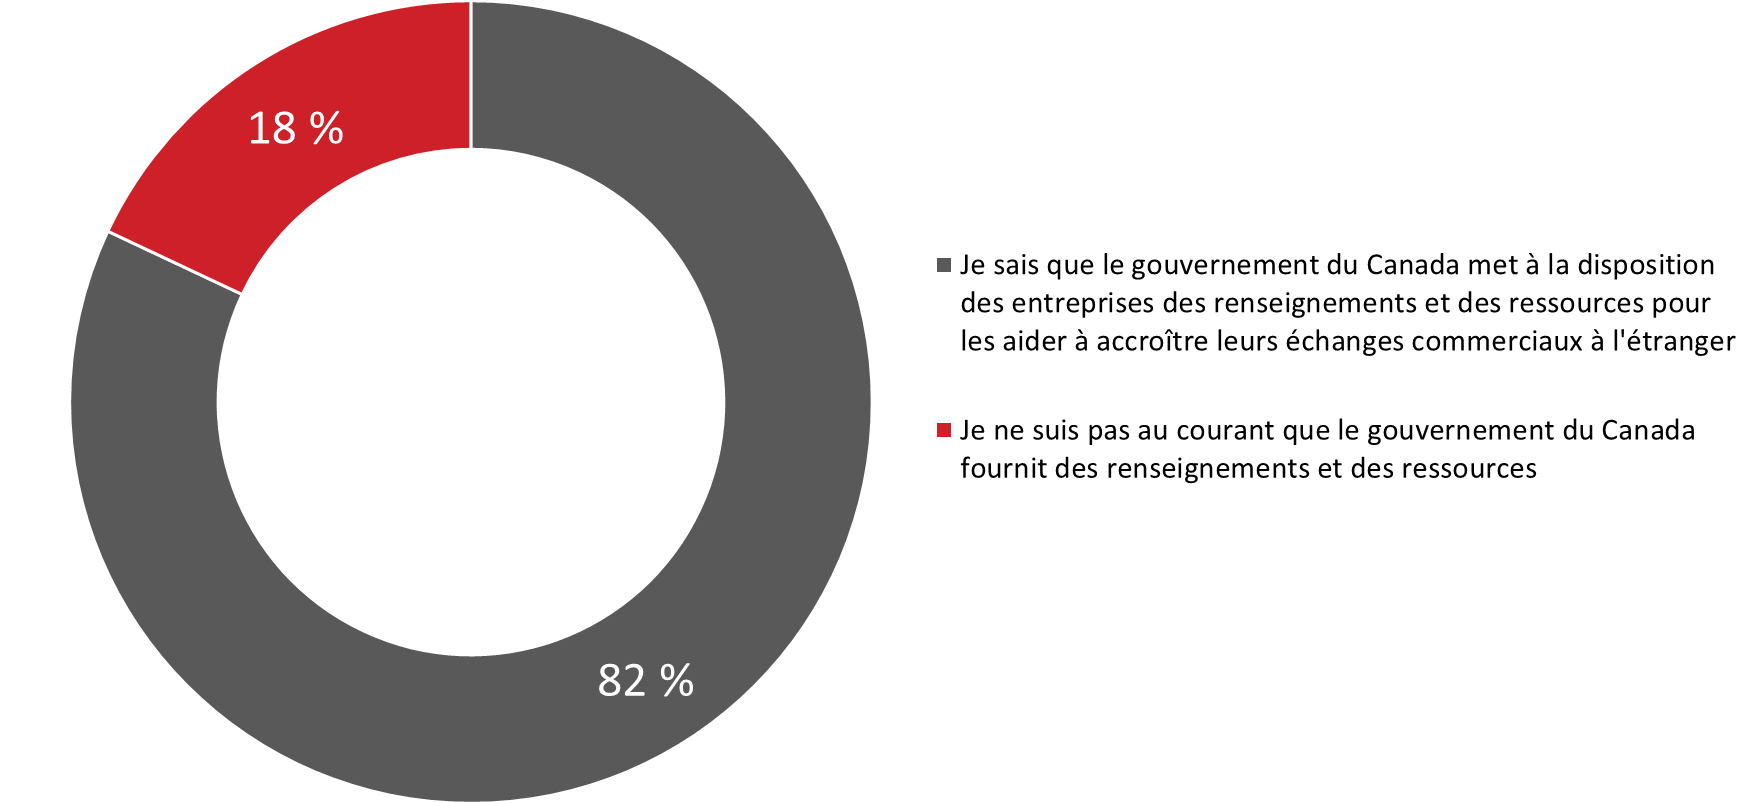 18 %
82 %
Je sais que le gouvernement du Canada met à la disposition
des entreprises des renseignements et des ressources pour
les aider à accroître leurs échanges commerciaux à l'étranger
Je ne suis pas au courant que le gouvernement du Canada
fournit des renseignements et des ressources